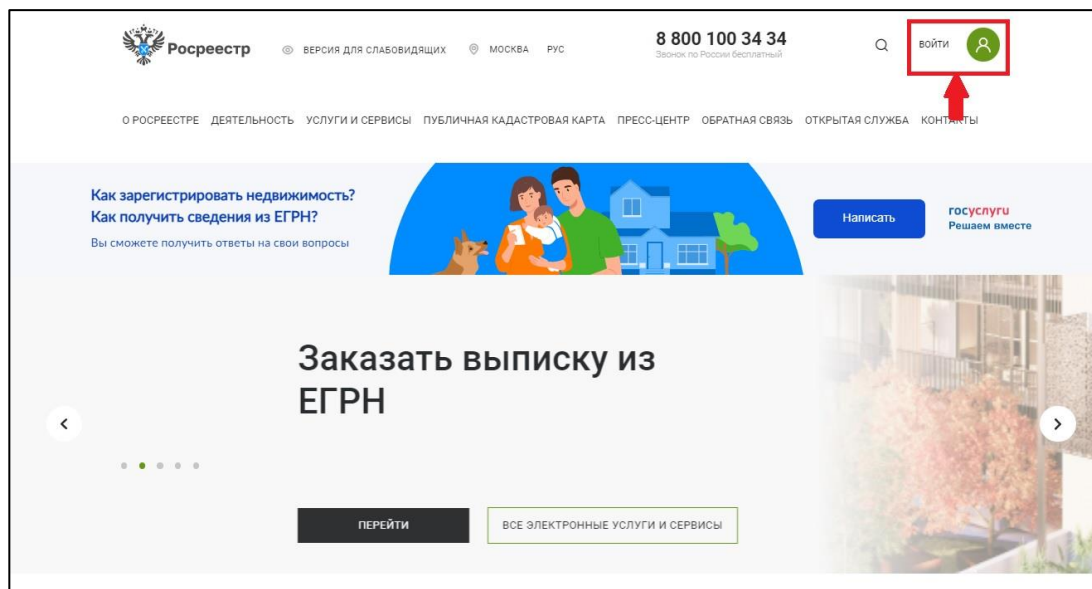 Росреестр
ВЕРСИЯ ДЛЯ СЛАБОВИДЯЩИХ
МОСКВА
РУС
8 800 100 34 34
Звонок по России бесплатный
ВОЙТИ
О РОСРЕЕСТРЕ ДЕЯТЕЛЬНОСТЬ УСЛУГИ И СЕРВИСЫ ПУБЛИЧНАЯ КАДАСТРОВАЯ КАРТА ПРЕСС-ЦЕНТР ОБРАТНАЯ СВЯЗЬ ОТКРЫТАЯ СЛУЖБА КОНТАКТЫ
Как зарегистрировать недвижимость?
Как получить сведения из ЕГРН?
Вы сможете получить ответы на свои вопросы
Написать
госуслуги
Решаем вместе
Заказать выписку из
ЕГРН
ПЕРЕЙТИ
ВСЕ ЭЛЕКТРОННЫЕ УСЛУГИ И СЕРВИСЫ